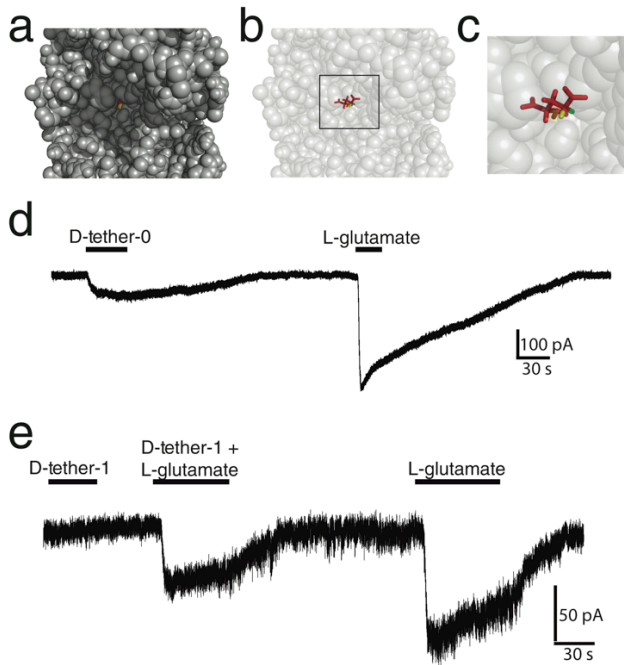 a
b
c
d
D-tether-0
L-glutamate
100 pA
30 s
e
D-tether-1
D-tether-1 +
L-glutamate
L-glutamate
50 pA
30 s